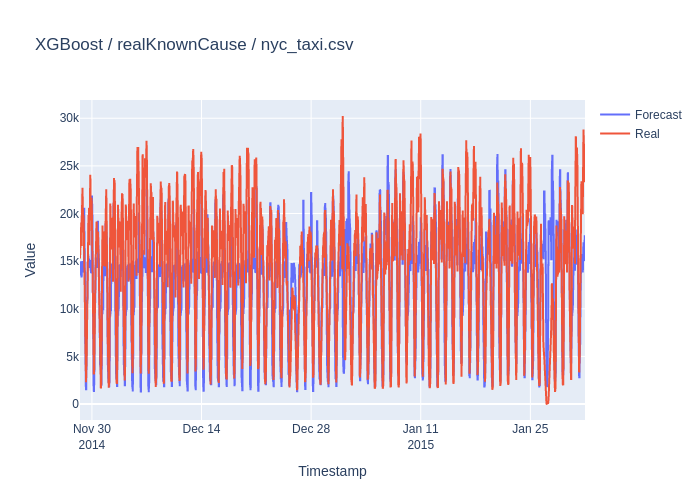 XGBoost / realKnownCause / nyc_taxi.csv
30k
25k
20k
15k
10k
5k
0
Value
Nov 30
2014
Dec 14
Dec 28
Jan 11
2015
Jan 25
Timestamp
Forecast
Real